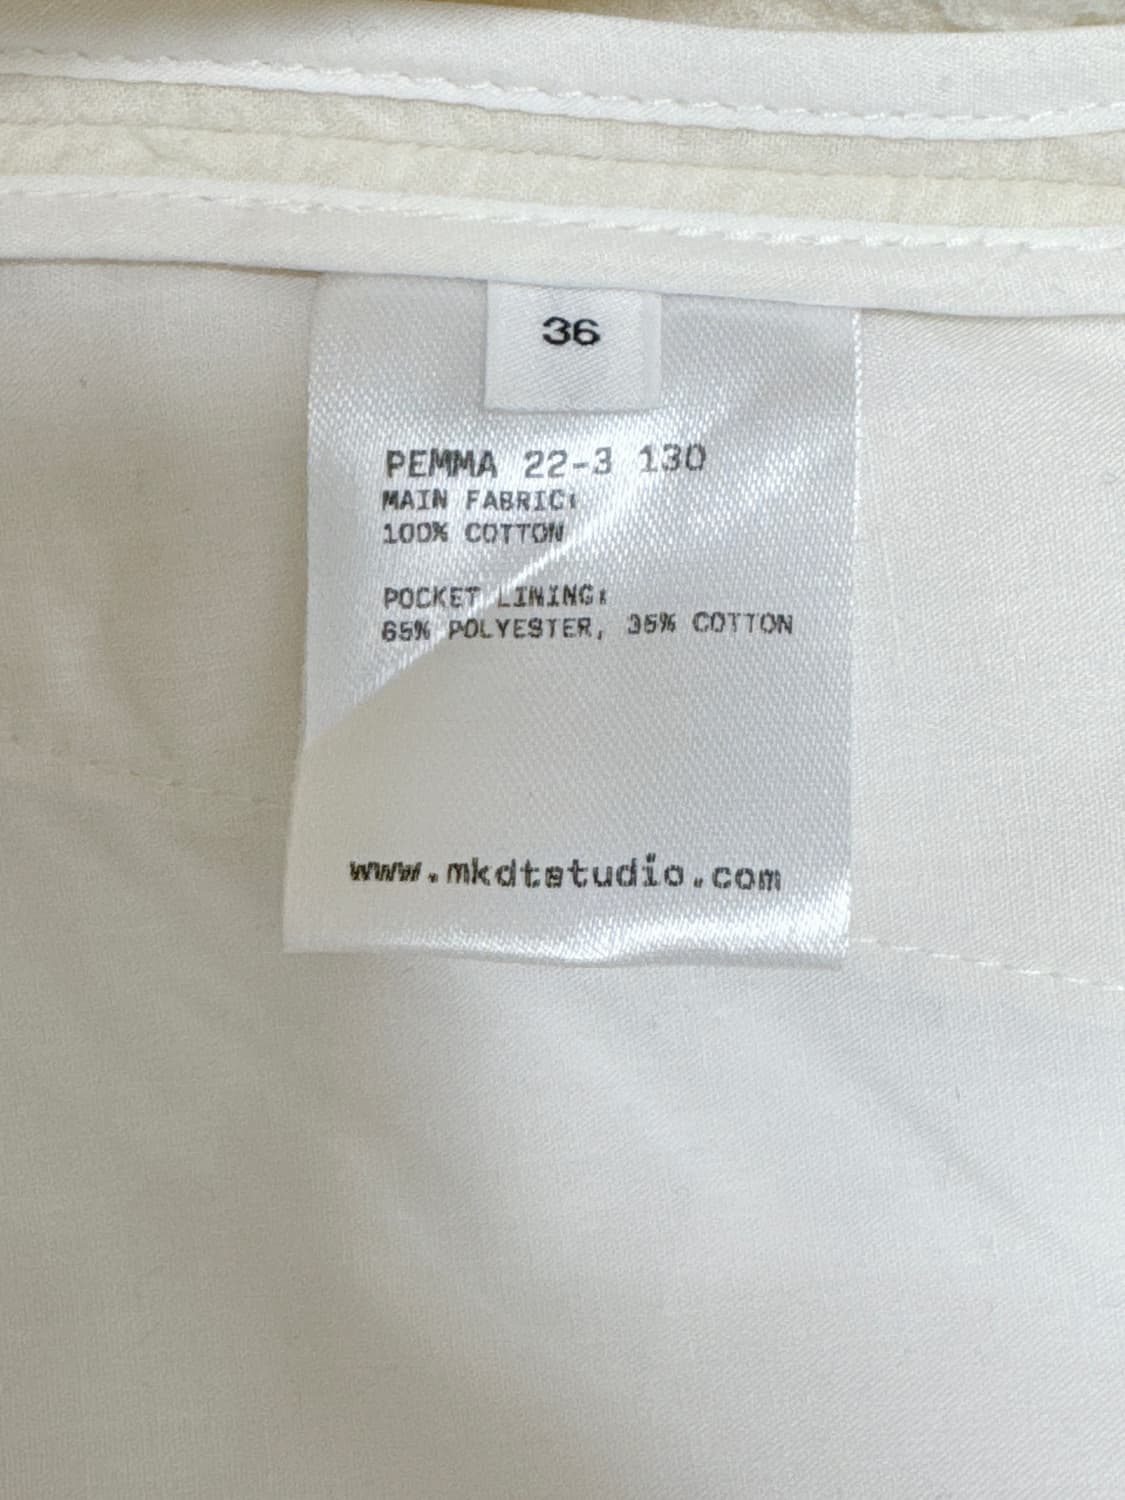 36
PEMMA 22-3 130
MAIN FABRIC:
100% COTTON
POCKET LINING:
65% POLYESTER, 35% COTTON
www.mkdtstudio.com